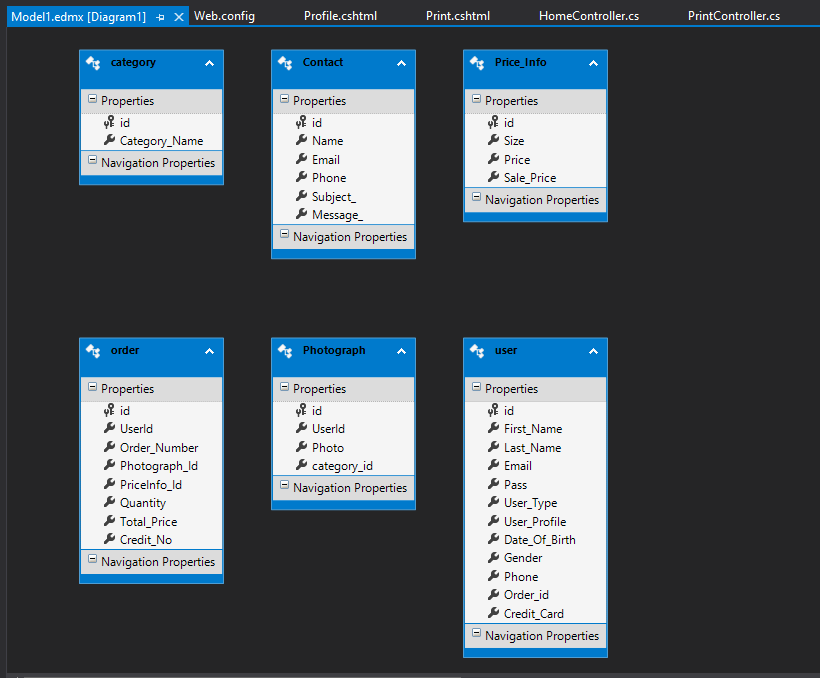 Model1.edmx [Diagram1] Web.config Profile.cshtml Print.cshtml HomeController.cs PrintController.cs
category
Properties
id
Category_Name
Navigation Properties
Contact
Properties
id
Name
Email
Phone
Subject_
Message_
Navigation Properties
Price_Info
Properties
id
Size
Price
Sale_Price
Navigation Properties
order
Properties
id
UserId
Order_Number
Photograph_Id
PriceInfo_Id
Quantity
Total_Price
Credit_No
Navigation Properties
Photograph
Properties
id
UserId
Photo
category_id
Navigation Properties
user
Properties
id
First_Name
Last_Name
Email
Pass
User_Type
User_Profile
Date_Of_Birth
Gender
Phone
Order_id
Credit_Card
Navigation Properties